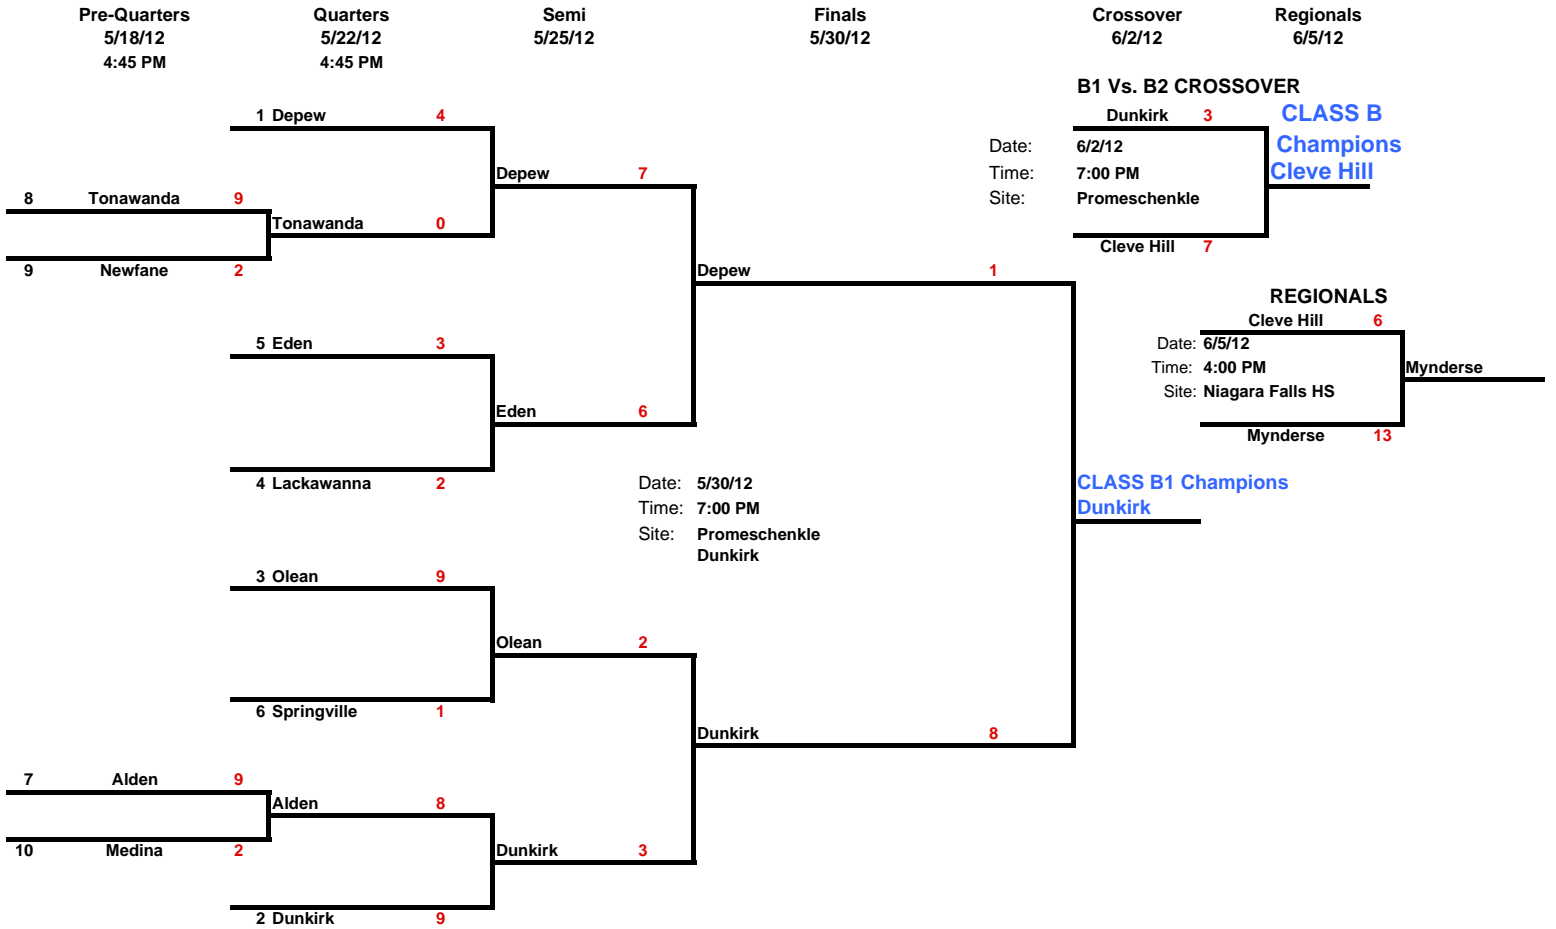 Pre-Quarters Quarters Semi Finals Crossover Regionals
5/18/12 5/22/12 5/25/12 5/30/12 6/2/12 6/5/12
4:45 PM 4:45 PM
B1 Vs. B2 CROSSOVER
1 Depew 4
Dunkirk 3
CLASS B
Champions
Cleve Hill
Date: 6/2/12
Time: 7:00 PM
Site: Promeschenkle
Cleve Hill 7
Depew 7
8 Tonawanda 9
Tonawanda 0
9 Newfane 2
Depew 1
REGIONALS
Cleve Hill 6
Date: 6/5/12
Time: 4:00 PM
Site: Niagara Falls HS
Mynderse
Mynderse 13
5 Eden 3
Eden 6
4 Lackawanna 2
Date: 5/30/12
Time: 7:00 PM
Site: Promeschenkle
Dunkirk
CLASS B1 Champions
Dunkirk
3 Olean 9
Olean 2
6 Springville 1
Dunkirk 8
7 Alden 9
Alden 8
10 Medina 2
Dunkirk 3
2 Dunkirk 9